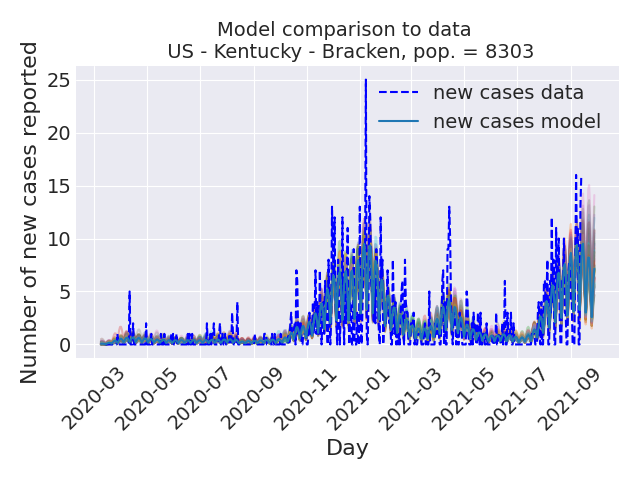 Model comparison to data
US - Kentucky - Bracken, pop. = 8303
Number of new cases reported
25
20
15
10
5
0
new cases data
new cases model
2020-03
2020-05
2020-07
2020-09
2020-11
2021-01
2021-03
2021-05
2021-07
2021-09
Day